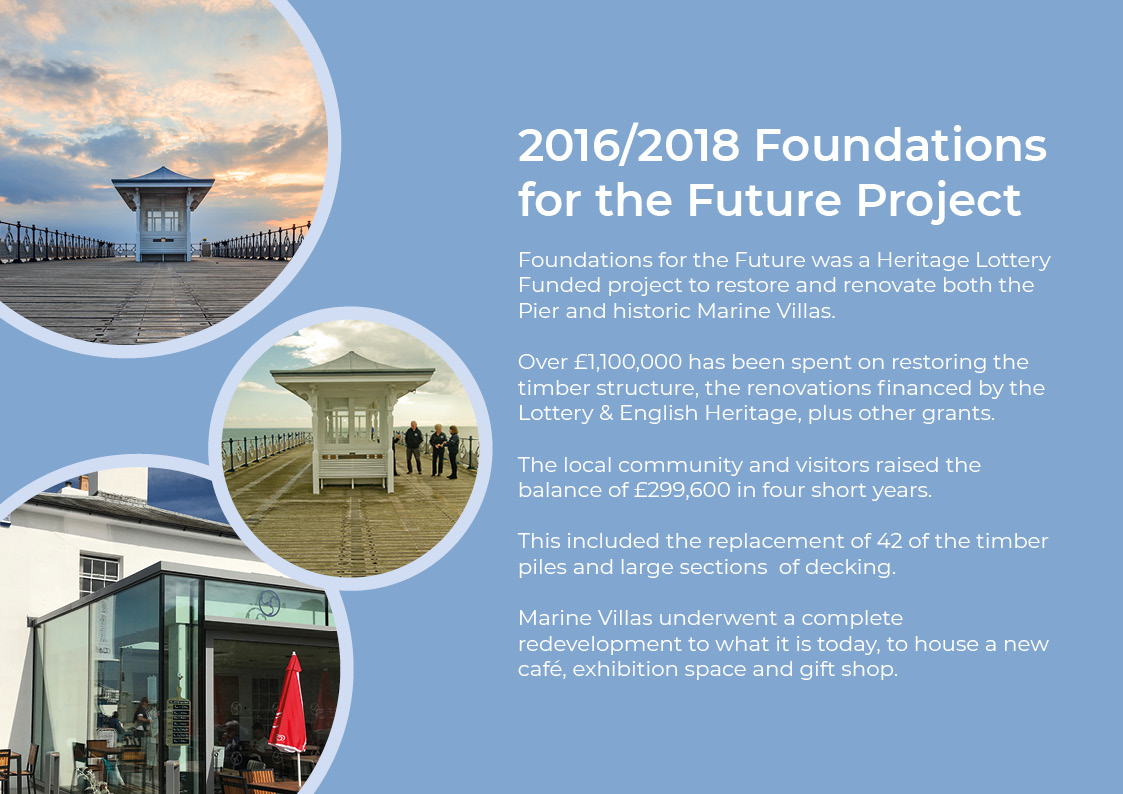 2016/2018 Foundations
for the Future Project
Foundations for the Future was a Heritage Lottery
Funded project to restore and renovate both the
Pier and historic Marine Villas.
Over £1,100,000 has been spent on restoring the
timber structure, the renovations financed by the
Lottery & English Heritage, plus other grants.
The local community and visitors raised the
balance of £299,600 in four short years.
This included the replacement of 42 of the timber
piles and large sections  of decking.
Marine Villas underwent a complete
redevelopment to what it is today, to house a new
café, exhibition space and gift shop.